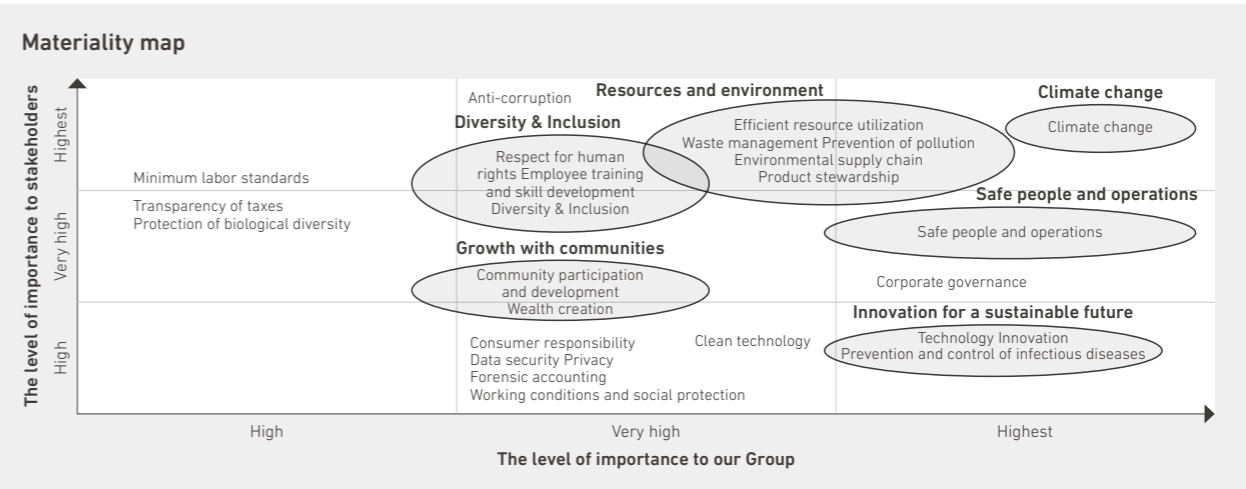 Materiality map
The level of importance to stakeholders
Highest
Very high
High
Anti-corruption
Resources and environment
Efficient resource utilization
Waste management Prevention of pollution
Environmental supply chain
Product stewardship
Climate change
Climate change
Diversity & Inclusion
Respect for human
rights Employee training
and skill development
Diversity & Inclusion
Minimum labor standards
Transparency of taxes
Protection of biological diversity
Safe people and operations
Safe people and operations
Growth with communities
Community participation
and development
Wealth creation
Corporate governance
Innovation for a sustainable future
Technology Innovation
Prevention and control of infectious diseases
Clean technology
Consumer responsibility
Data security Privacy
Forensic accounting
Working conditions and social protection
High
Very high
Highest
The level of importance to our Group